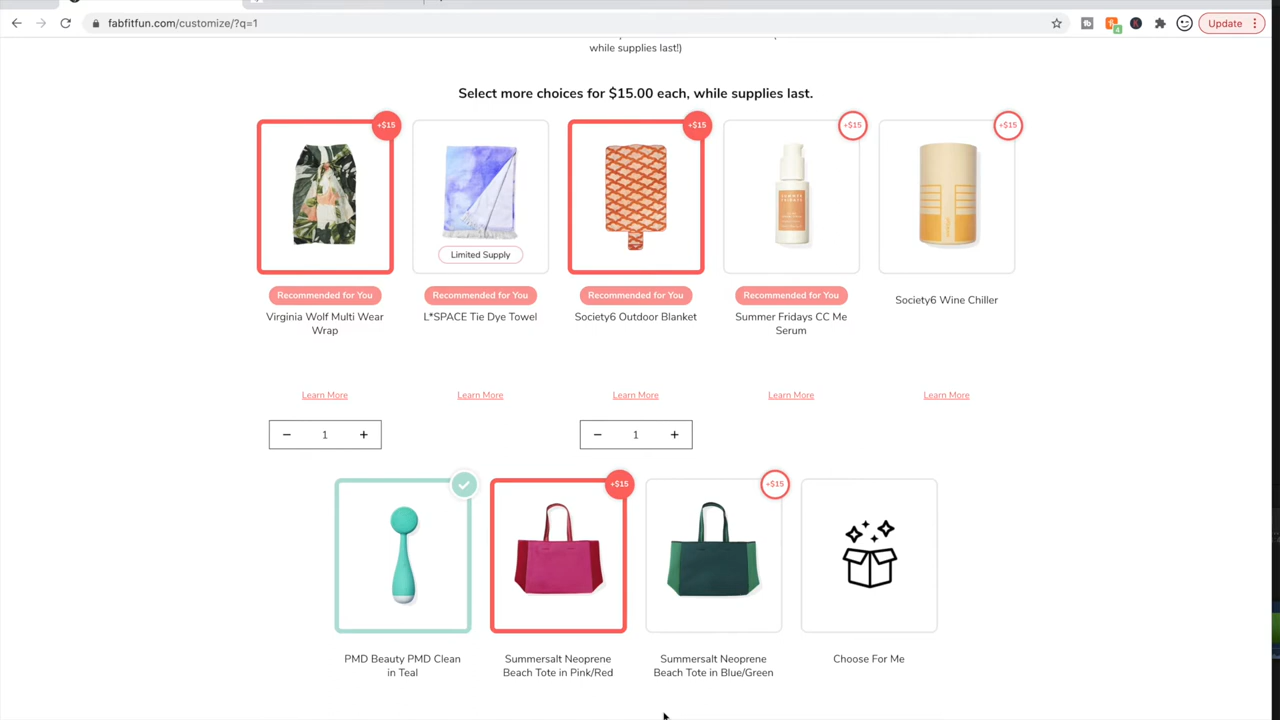 fabfitfun.com/customize/?q=1
Update
while supplies last!)
Select more choices for $15.00 each, while supplies last.
+$15
+$15
+$15
+$15
Limited Supply
Recommended for You
Recommended for You
Recommended for You
Recommended for You
Society6 Wine Chiller
Virginia Wolf Multi Wear
Wrap
L*SPACE Tie Dye Towel
Society6 Outdoor Blanket
Summer Fridays CC Me
Serum
Learn More
Learn More
Learn More
Learn More
Learn More
− 1 +
− 1 +
+$15
+$15
PMD Beauty PMD Clean
in Teal
Summersalt Neoprene
Beach Tote in Pink/Red
Summersalt Neoprene
Beach Tote in Blue/Green
Choose For Me